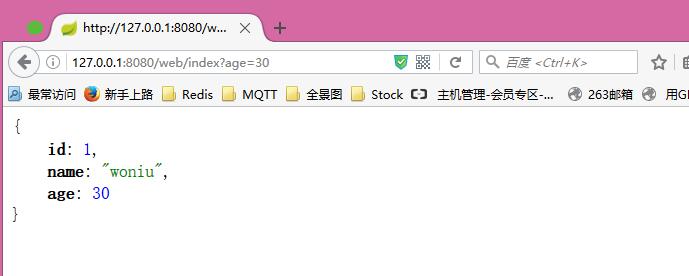 http://127.0.0.1:8080/w...
127.0.0.1:8080/web/index?age=30
百度 <Ctrl+K>
最常访问 新手上路 Redis MQTT 全景图 Stock 主机管理-会员专区-... 263邮箱 用GI
{
id: 1,
name: "woniu",
age: 30
}